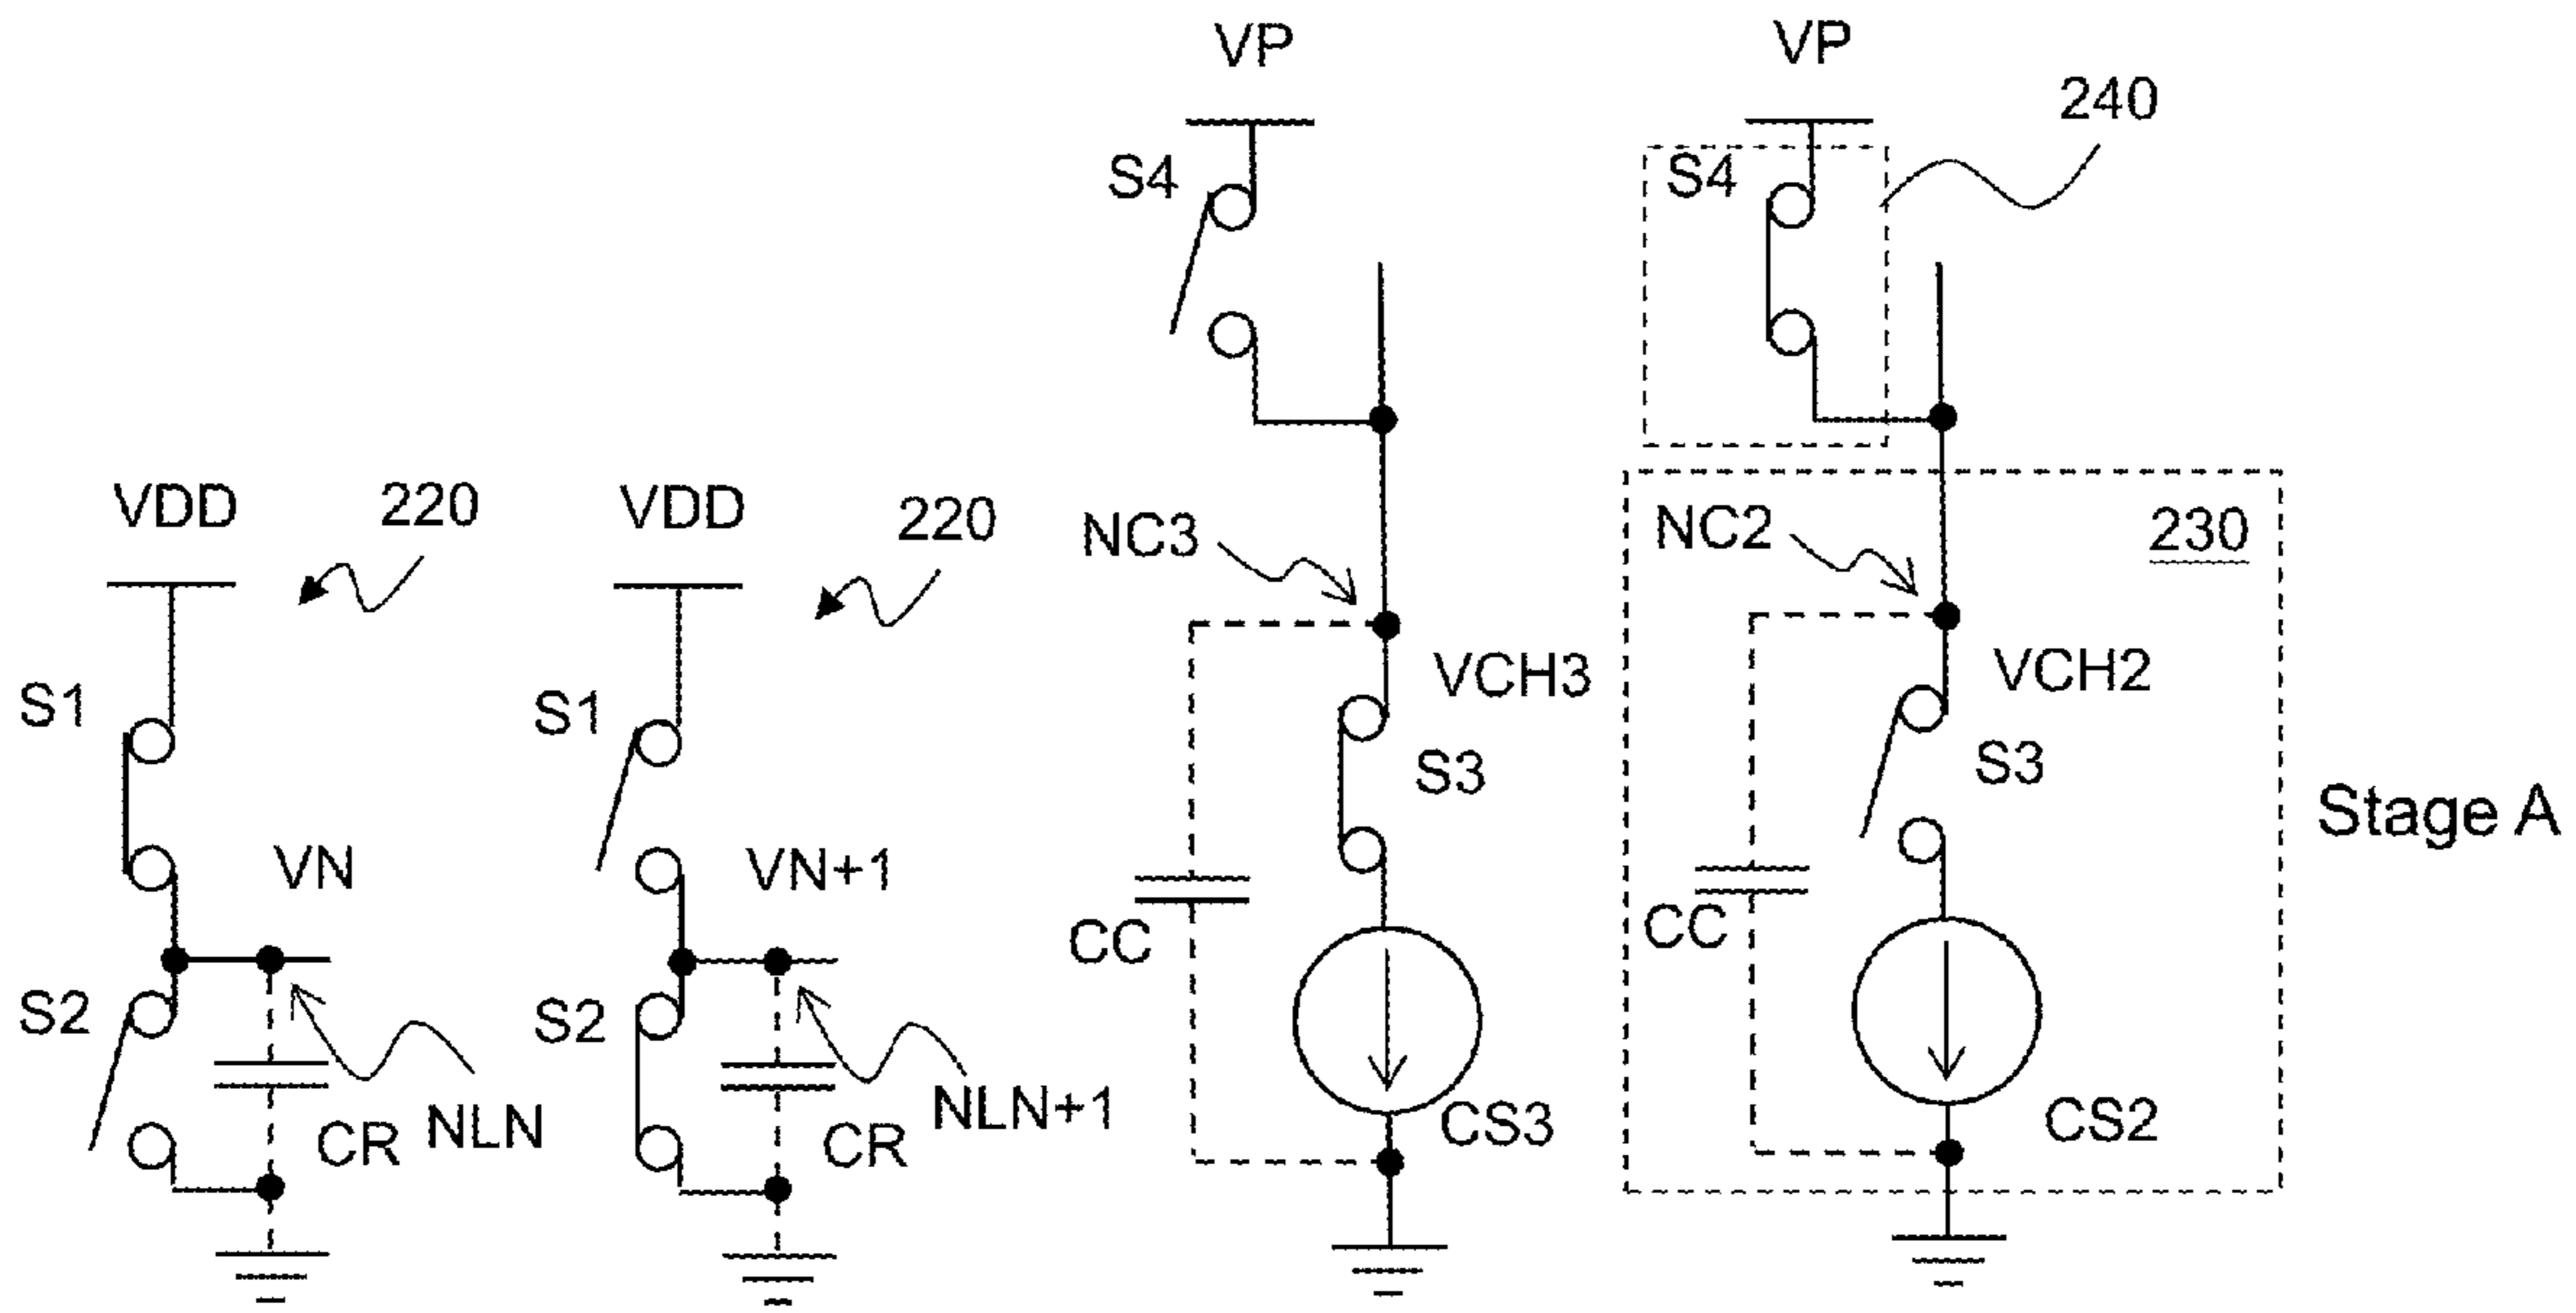 VP
VP
240
S4
S4
VDD
220
VDD
220
NC3
NC2
230
S1
S1
VCH3
VCH2
S3
S3
Stage A
VN
VN+1
CC
CC
S2
S2
CR
NLN
CR
NLN+1
CS3
CS2